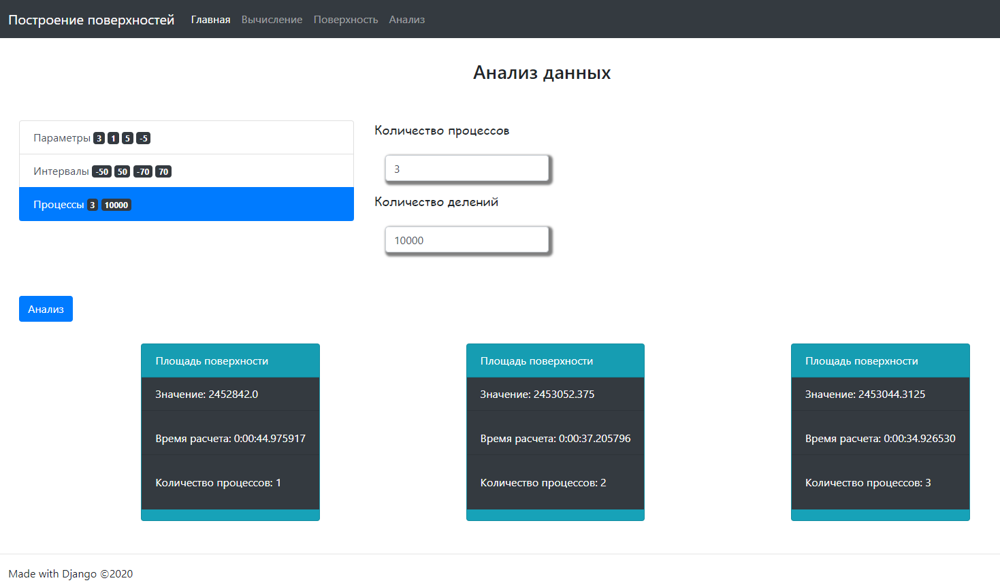 Построение поверхностей Главная Вычисление Поверхность Анализ
Анализ данных
Параметры 3 1 5 -5
Интервалы -50 50 -70 70
Процессы 3 10000
Количество процессов
3
Количество делений
10000
Анализ
Площадь поверхности
Значение: 2452842.0
Время расчета: 0:00:44.975917
Количество процессов: 1
Площадь поверхности
Значение: 2453052.375
Время расчета: 0:00:37.205796
Количество процессов: 2
Площадь поверхности
Значение: 2453044.3125
Время расчета: 0:00:34.926530
Количество процессов: 3
Made with Django ©2020